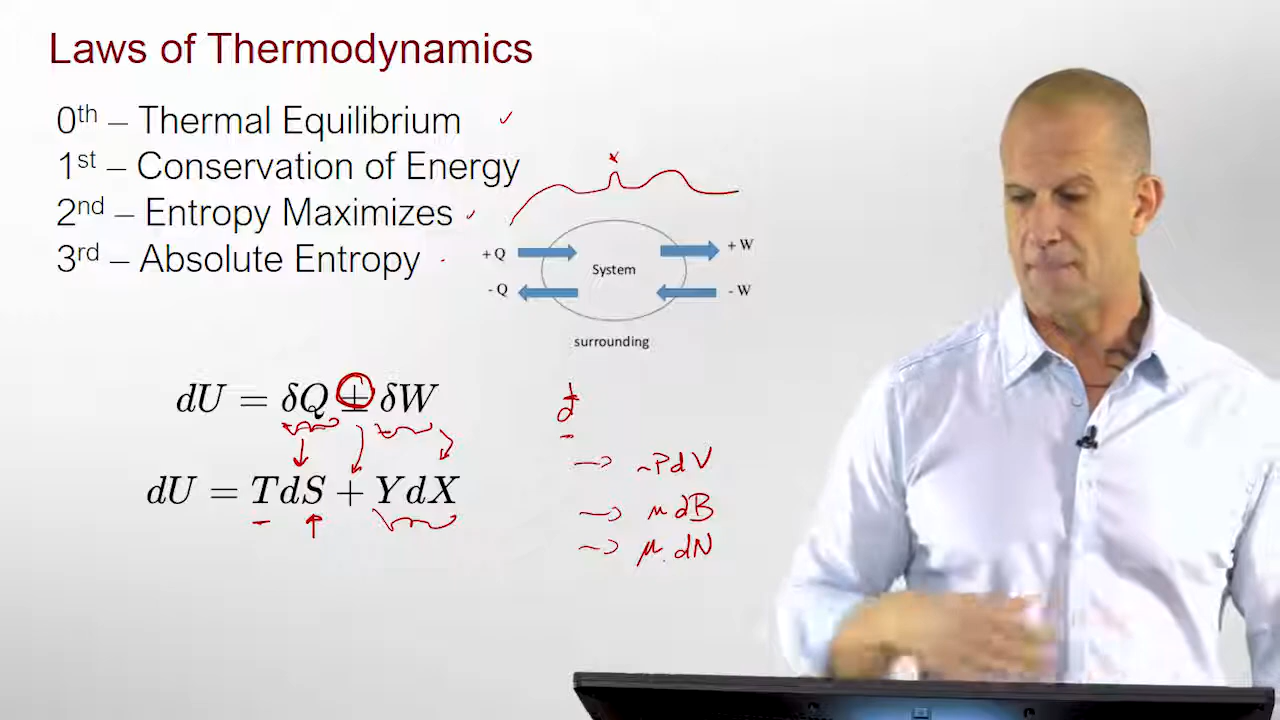 Laws of Thermodynamics
0th – Thermal Equilibrium
1st – Conservation of Energy
2nd – Entropy Maximizes
3rd – Absolute Entropy
+ Q
+ W
System
- Q
- W
surrounding
dU = δQ ± δW
đ
dU = TdS + YdX
→ -PdV
→ μdB
→ μ.dN